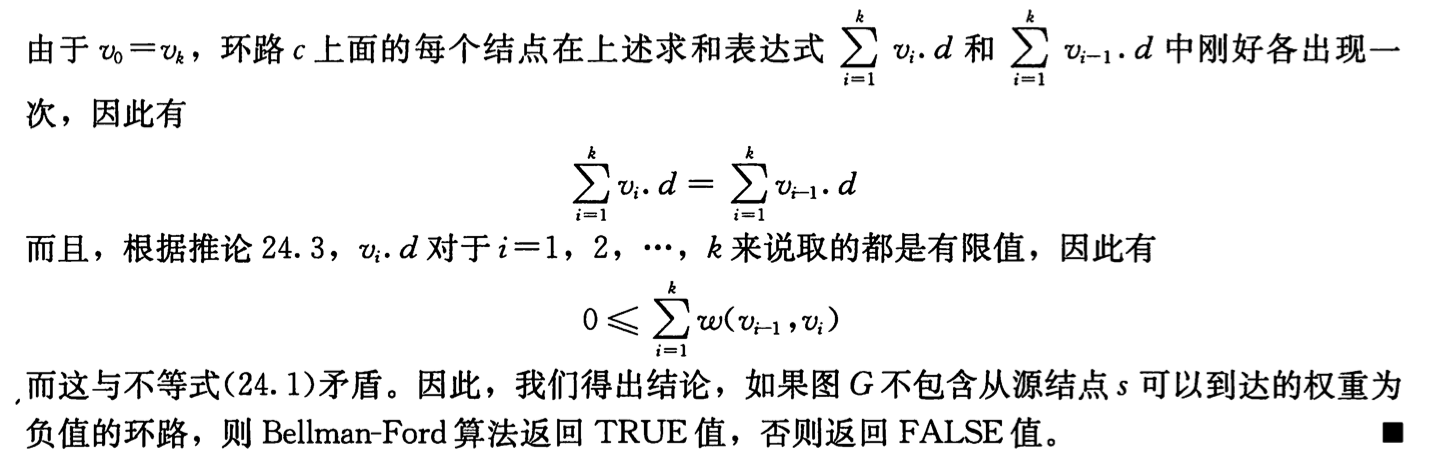 由于 v₀＝vₖ，环路 c 上面的每个结点在上述求和表达式 $\sum_{i=1}^{k} v_i.d$ 和 $\sum_{i=1}^{k} v_{i-1}.d$ 中刚好各出现一
次，因此有
$\sum_{i=1}^{k} v_i.d = \sum_{i=1}^{k} v_{i-1}.d$
而且，根据推论 24.3，$v_i.d$ 对于 i＝1，2，…，k 来说取的都是有限值，因此有
$0 \leqslant \sum_{i=1}^{k} w(v_{i-1}, v_i)$
而这与不等式(24.1)矛盾。因此，我们得出结论，如果图 G 不包含从源结点 s 可以到达的权重为
负值的环路，则 Bellman-Ford 算法返回 TRUE 值，否则返回 FALSE 值。 ■